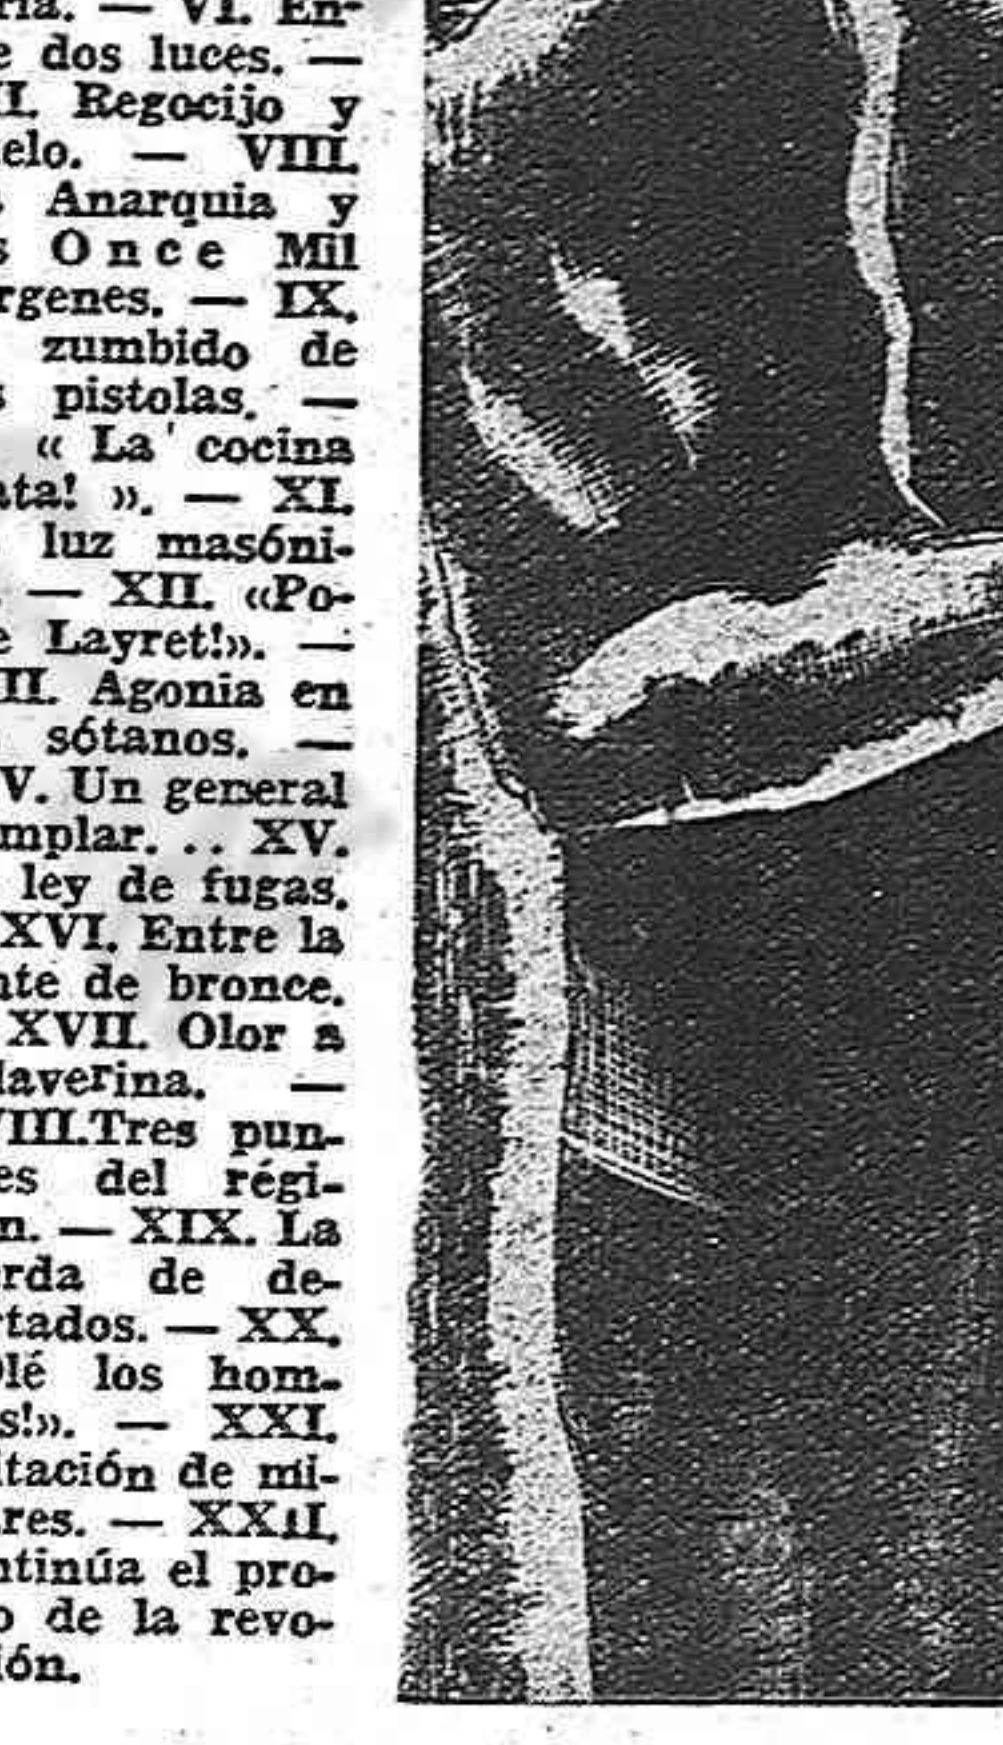 ria. — VI. En-
e dos luces. —
II. Regocijo y
elo. — VIII.
Anarquia y
s Once Mil
rgenes. — IX.
zumbido de
s pistolas. —
« La cocina
ata! ». — XI.
luz masóni-
. — XII. «Po-
e Layret!». —
II. Agonia en
sótanos. —
V. Un general
mplar. . . XV.
ley de fugas.
XVI. Entre la
nte de bronce.
XVII. Olor a
laverina. —
VIII.Tres pun-
es del régi-
n. — XIX. La
erda de de-
rtados. — XX.
Olé los hom-
s!». — XXI.
itación de mi-
res. — XXII.
ntinúa el pro-
o de la revo-
ión.